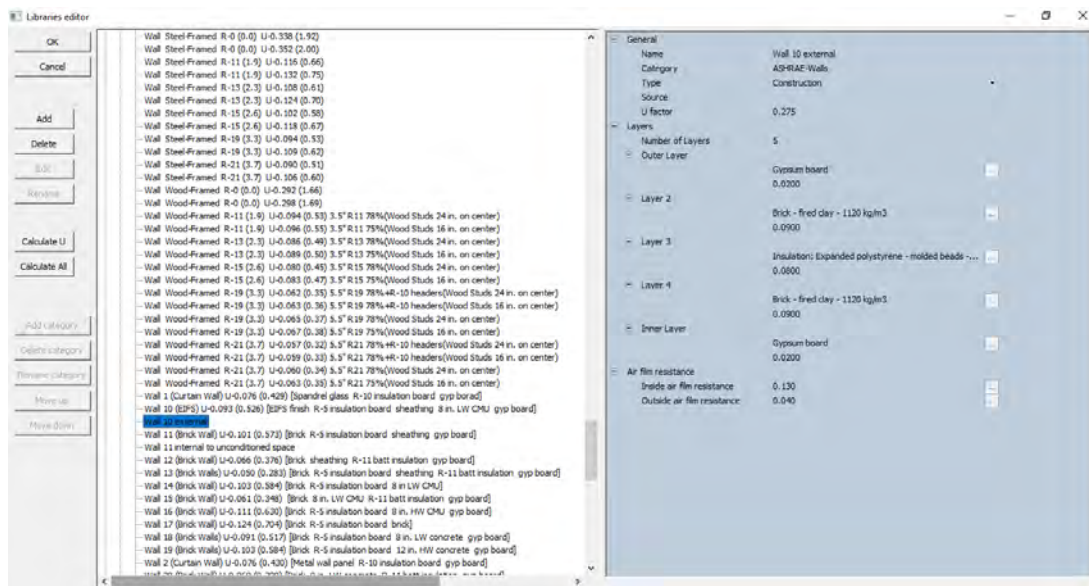 Libraries editor
OK
Cancel
Add
Delete
Edit
Rename
Calculate U
Calculate All
Add category
Delete category
Rename category
Move up
Move down
Wall Steel-Framed R-0 (0.0) U-0.338 (1.92)
Wall Steel-Framed R-0 (0.0) U-0.352 (2.00)
Wall Steel-Framed R-11 (1.9) U-0.116 (0.66)
Wall Steel-Framed R-11 (1.9) U-0.132 (0.75)
Wall Steel-Framed R-13 (2.3) U-0.108 (0.61)
Wall Steel-Framed R-13 (2.3) U-0.124 (0.70)
Wall Steel-Framed R-15 (2.6) U-0.102 (0.58)
Wall Steel-Framed R-15 (2.6) U-0.118 (0.67)
Wall Steel-Framed R-19 (3.3) U-0.094 (0.53)
Wall Steel-Framed R-19 (3.3) U-0.109 (0.62)
Wall Steel-Framed R-21 (3.7) U-0.090 (0.51)
Wall Steel-Framed R-21 (3.7) U-0.106 (0.60)
Wall Wood-Framed R-0 (0.0) U-0.292 (1.66)
Wall Wood-Framed R-0 (0.0) U-0.298 (1.69)
Wall Wood-Framed R-11 (1.9) U-0.094 (0.53) 3.5" R11 78%(Wood Studs 24 in. on center)
Wall Wood-Framed R-11 (1.9) U-0.096 (0.55) 3.5" R11 75%(Wood Studs 16 in. on center)
Wall Wood-Framed R-13 (2.3) U-0.086 (0.49) 3.5" R13 78%(Wood Studs 24 in. on center)
Wall Wood-Framed R-13 (2.3) U-0.089 (0.50) 3.5" R13 75%(Wood Studs 16 in. on center)
Wall Wood-Framed R-15 (2.6) U-0.080 (0.45) 3.5" R15 78%(Wood Studs 24 in. on center)
Wall Wood-Framed R-15 (2.6) U-0.083 (0.47) 3.5" R15 75%(Wood Studs 16 in. on center)
Wall Wood-Framed R-19 (3.3) U-0.062 (0.35) 5.5" R19 78%+R-10 headers(Wood Studs 24 in. on center)
Wall Wood-Framed R-19 (3.3) U-0.063 (0.36) 5.5" R19 78%+R-10 headers(Wood Studs 16 in. on center)
Wall Wood-Framed R-19 (3.3) U-0.065 (0.37) 5.5" R19 78%(Wood Studs 24 in. on center)
Wall Wood-Framed R-19 (3.3) U-0.067 (0.38) 5.5" R19 75%(Wood Studs 16 in. on center)
Wall Wood-Framed R-21 (3.7) U-0.057 (0.32) 5.5" R21 78%+R-10 headers(Wood Studs 24 in. on center)
Wall Wood-Framed R-21 (3.7) U-0.059 (0.33) 5.5" R21 78%+R-10 headers(Wood Studs 16 in. on center)
Wall Wood-Framed R-21 (3.7) U-0.060 (0.34) 5.5" R21 78%(Wood Studs 24 in. on center)
Wall Wood-Framed R-21 (3.7) U-0.063 (0.35) 5.5" R21 75%(Wood Studs 16 in. on center)
Wall 1 (Curtain Wall) U-0.076 (0.429) [Spandrel glass R-10 insulation board gyp borad]
Wall 10 (EIFS) U-0.093 (0.526) [EIFS finish R-5 insulation board sheathing 8 in. LW CMU gyp board]
Wall 10 external
Wall 11 (Brick Wall) U-0.101 (0.573) [Brick R-5 insulation board sheathing gyp board]
Wall 11 internal to unconditioned space
Wall 12 (Brick Walls) U-0.066 (0.376) [Brick sheathing R-11 batt insulation gyp board]
Wall 13 (Brick Walls) U-0.050 (0.283) [Brick R-5 insulation board sheathing R-11 batt insulation gyp board]
Wall 14 (Brick Wall) U-0.103 (0.584) [Brick R-5 insulation board 8 in LW CMU]
Wall 15 (Brick Walls) U-0.061 (0.348) [Brick 8 in. LW CMU R-11 batt insulation gyp board]
Wall 16 (Brick Wall) U-0.111 (0.630) [Brick R-5 insulation board 8 in. HW CMU gyp board]
Wall 17 (Brick Wall) U-0.124 (0.704) [Brick R-5 insulation board brick]
Wall 18 (Brick Walls) U-0.091 (0.517) [Brick R-5 insulation board 8 in. LW concrete gyp board]
Wall 19 (Brick Walls) U-0.103 (0.584) [Brick R-5 insulation board 12 in. HW concrete gyp board]
Wall 2 (Curtain Wall) U-0.076 (0.430) [Metal wall panel R-10 insulation board gyp board]
General
Name Wall 10 external
Category ASHRAE-Walls
Type Construction
Source
U factor 0.275
Layers
Number of Layers 5
Outer Layer
Gypsum board ...
0.0200
Layer 2
Brick - fired clay - 1120 kg/m3 ...
0.0900
Layer 3
Insulation: Expanded polystyrene - molded beads -... ...
0.0800
Layer 4
Brick - fired clay - 1120 kg/m3 ...
0.0900
Inner Layer
Gypsum board ...
0.0200
Air film resistance
Inside air film resistance 0.130 ...
Outside air film resistance 0.040 ...